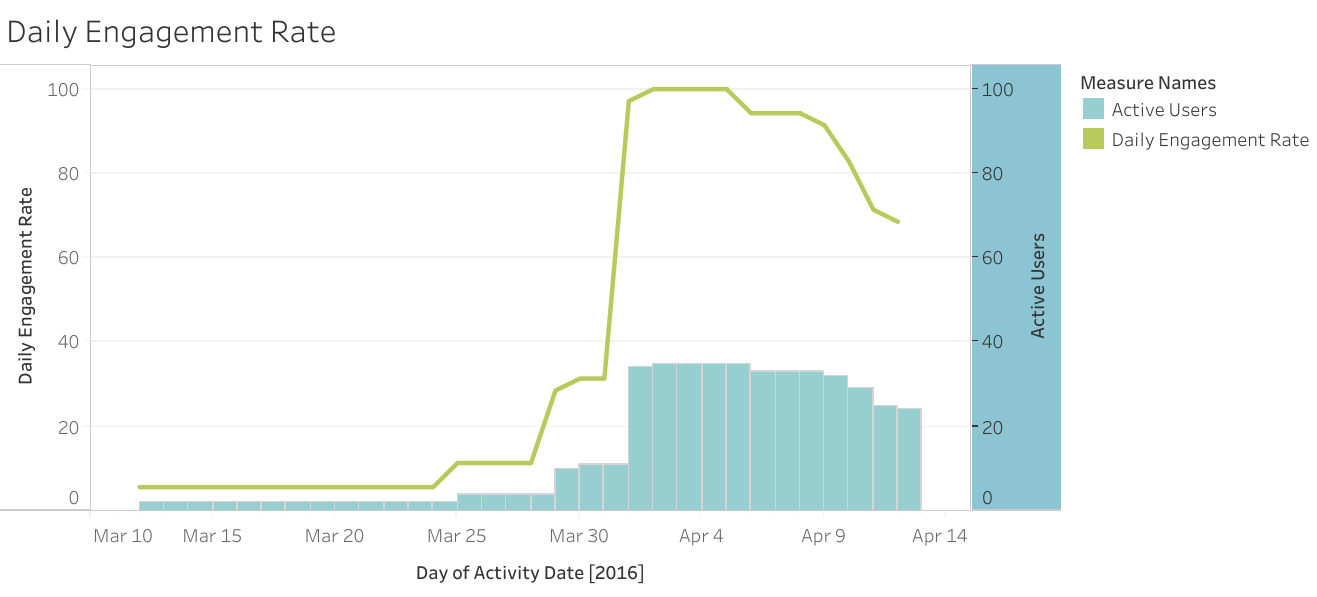 Daily Engagement Rate
Measure Names
Active Users
Daily Engagement Rate
Daily Engagement Rate
100
80
60
40
20
0
100
80
60
40
20
0
Active Users
Mar 10 Mar 15 Mar 20 Mar 25 Mar 30 Apr 4 Apr 9 Apr 14
Day of Activity Date [2016]